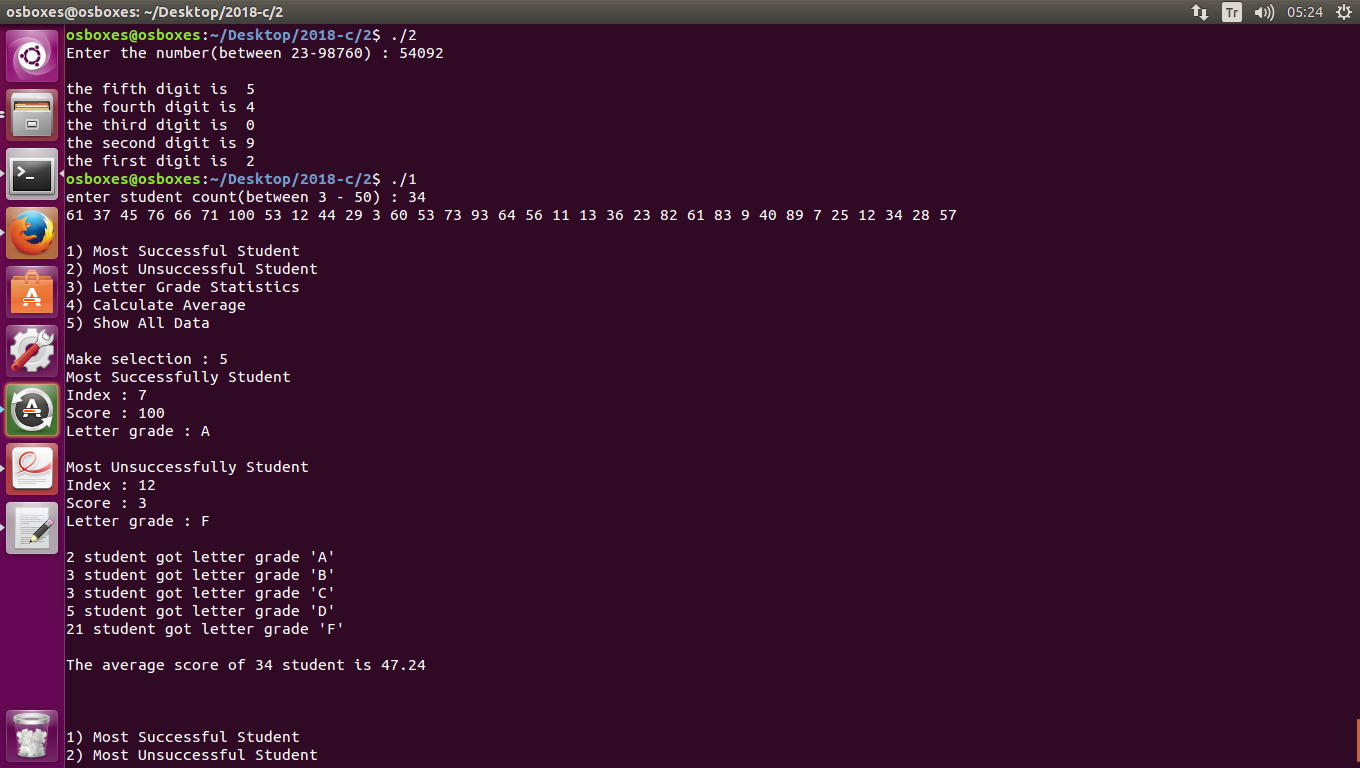 osboxes@osboxes: ~/Desktop/2018-c/2
Tr
05:24
osboxes@osboxes:~/Desktop/2018-c/2$ ./2
Enter the number(between 23-98760) : 54092
the fifth digit is  5
the fourth digit is 4
the third digit is  0
the second digit is 9
the first digit is  2
osboxes@osboxes:~/Desktop/2018-c/2$ ./1
enter student count(between 3 - 50) : 34
61 37 45 76 66 71 100 53 12 44 29 3 60 53 73 93 64 56 11 13 36 23 82 61 83 9 40 89 7 25 12 34 28 57
1) Most Successful Student
2) Most Unsuccessful Student
3) Letter Grade Statistics
4) Calculate Average
5) Show All Data
Make selection : 5
Most Successfully Student
Index : 7
Score : 100
Letter grade : A
Most Unsuccessfully Student
Index : 12
Score : 3
Letter grade : F
2 student got letter grade 'A'
3 student got letter grade 'B'
3 student got letter grade 'C'
5 student got letter grade 'D'
21 student got letter grade 'F'
The average score of 34 student is 47.24
1) Most Successful Student
2) Most Unsuccessful Student